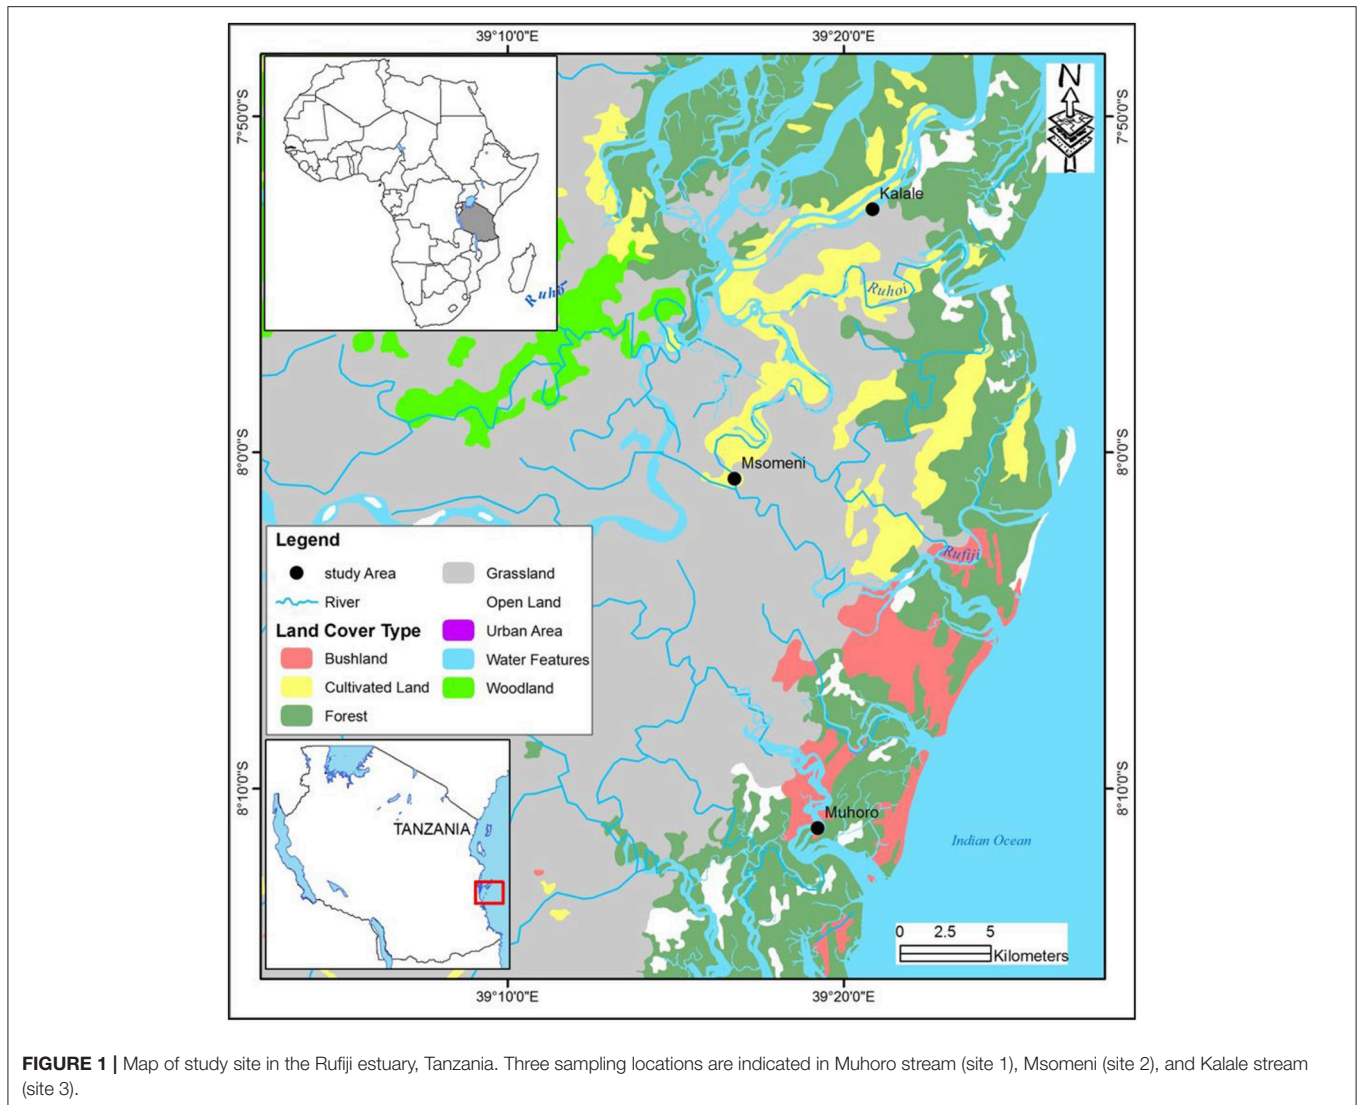 39°10'0"E
39°20'0"E
7°50'0"S
7°50'0"S
N
Kalale
Ruhoi
Ruhoi
Msomeni
8°0'0"S
8°0'0"S
Legend
study Area
River
Land Cover Type
Bushland
Cultivated Land
Forest
Grassland
Open Land
Urban Area
Water Features
Woodland
Rufiji
8°10'0"S
8°10'0"S
TANZANIA
Muhoro
Indian Ocean
0 2.5 5
Kilometers
39°10'0"E
39°20'0"E
FIGURE 1 | Map of study site in the Rufiji estuary, Tanzania. Three sampling locations are indicated in Muhoro stream (site 1), Msomeni (site 2), and Kalale stream
(site 3).